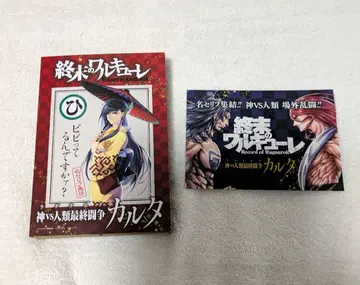 終末のワルキューレ
ひ
ビビッて
るんですか？
神VS人類最終闘争 カルタ
名セリフ集結!! 神VS人類 場外乱闘!!
終末の
ワルキューレ
Record of Ragnarok
神VS人類最終闘争 カルタ